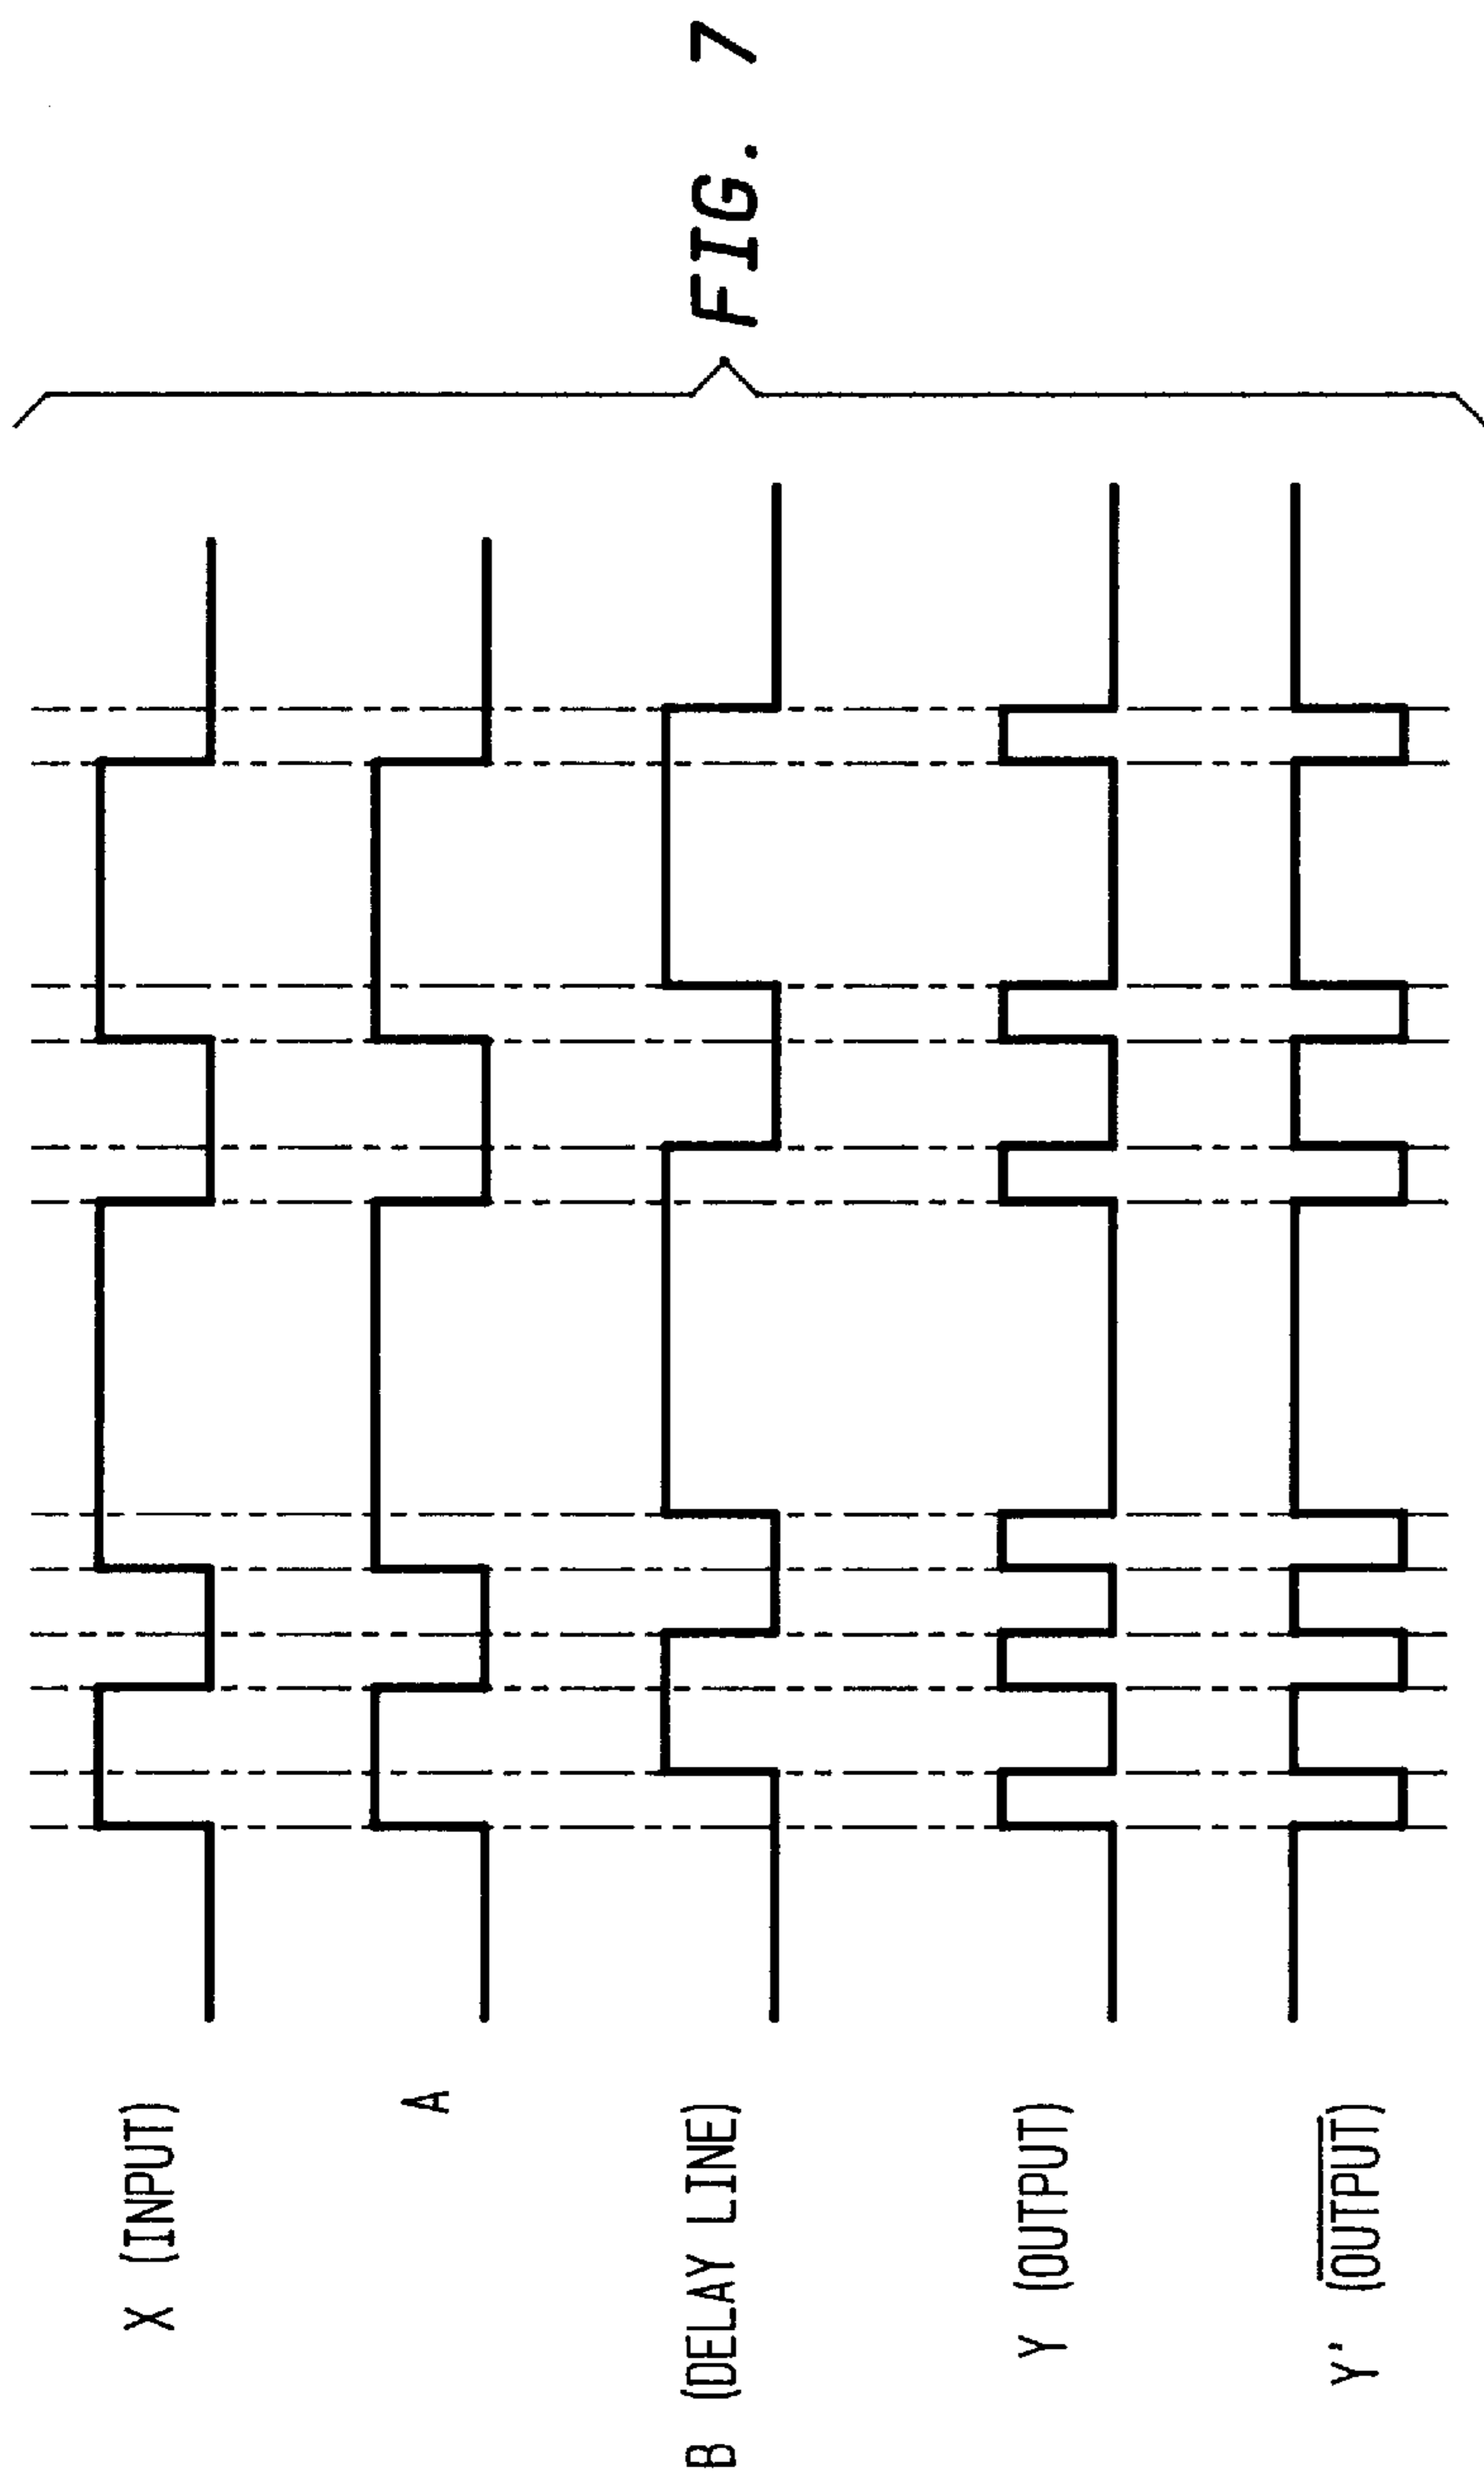 X (INPUT)
A
B (DELAY LINE)
Y (OUTPUT)
Y' (OUTPUT)
FIG. 7